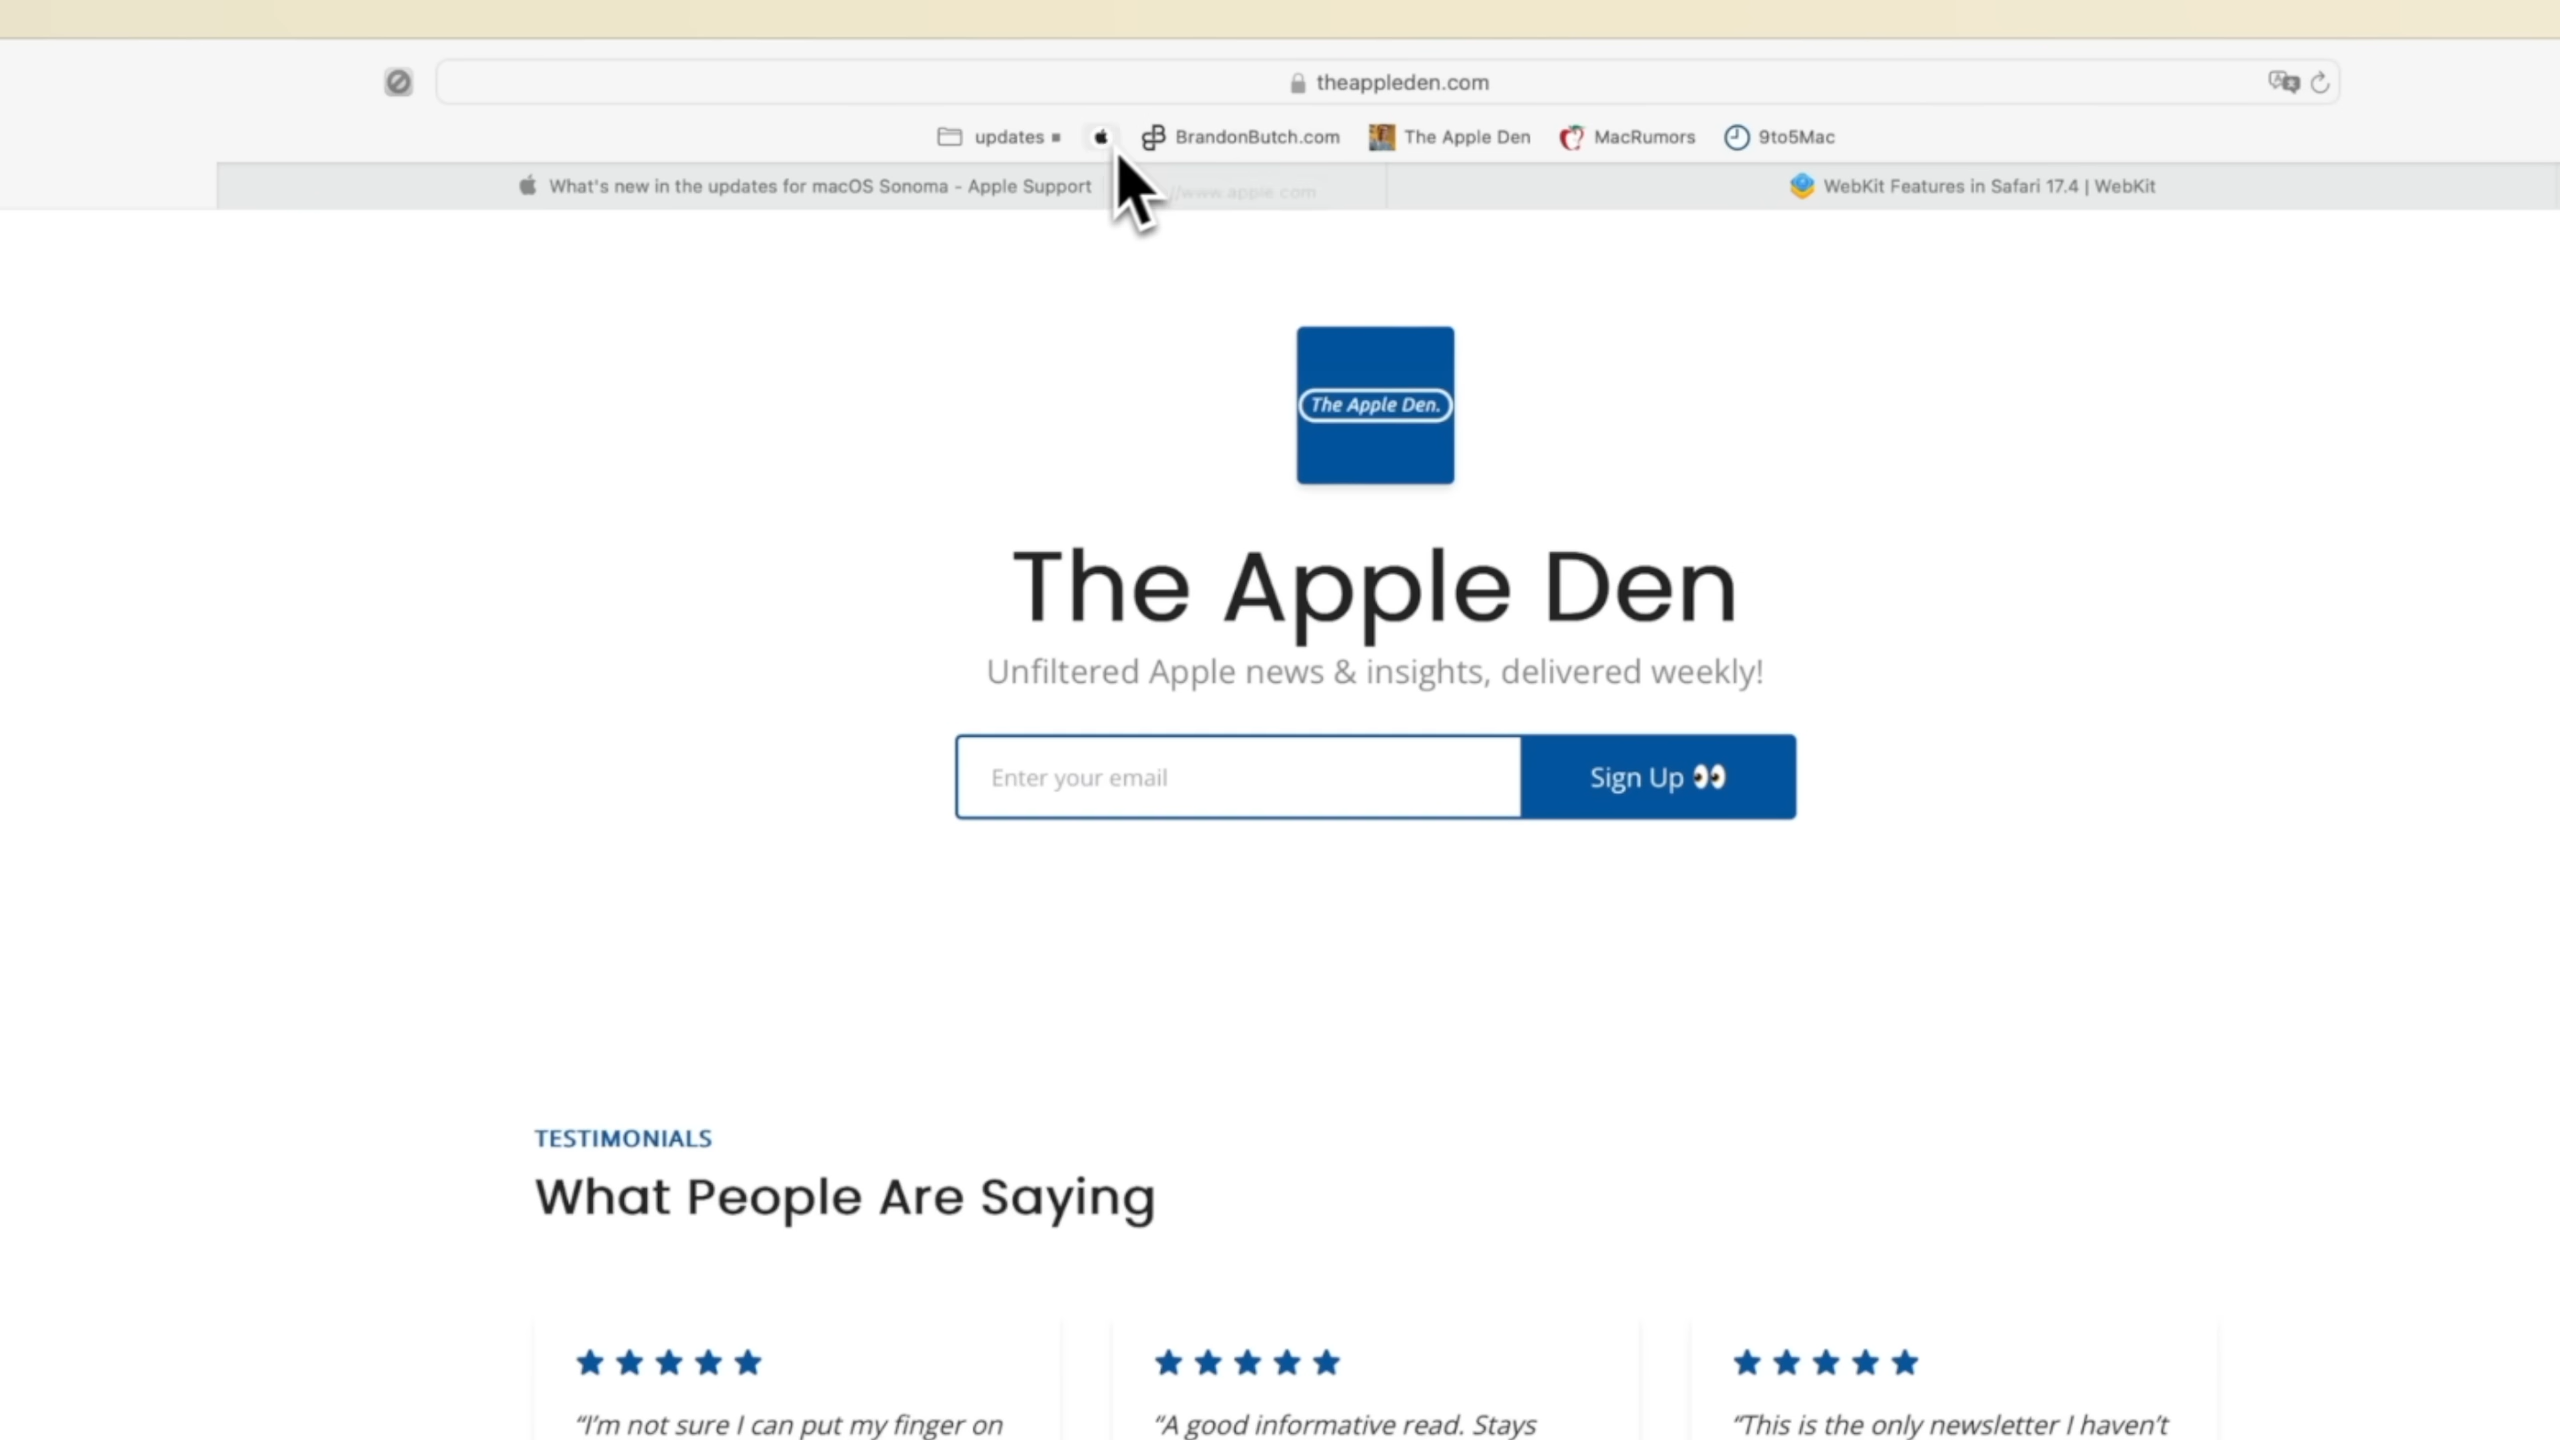 theappleden.com
updates BrandonButch.com The Apple Den MacRumors 9to5Mac
What's new in the updates for macOS Sonoma - Apple Support //www.apple.com WebKit Features in Safari 17.4 | WebKit
The Apple Den.
The Apple Den
Unfiltered Apple news & insights, delivered weekly!
Enter your email Sign Up 👀
TESTIMONIALS
What People Are Saying
“I’m not sure I can put my finger on
“A good informative read. Stays
“This is the only newsletter I haven’t